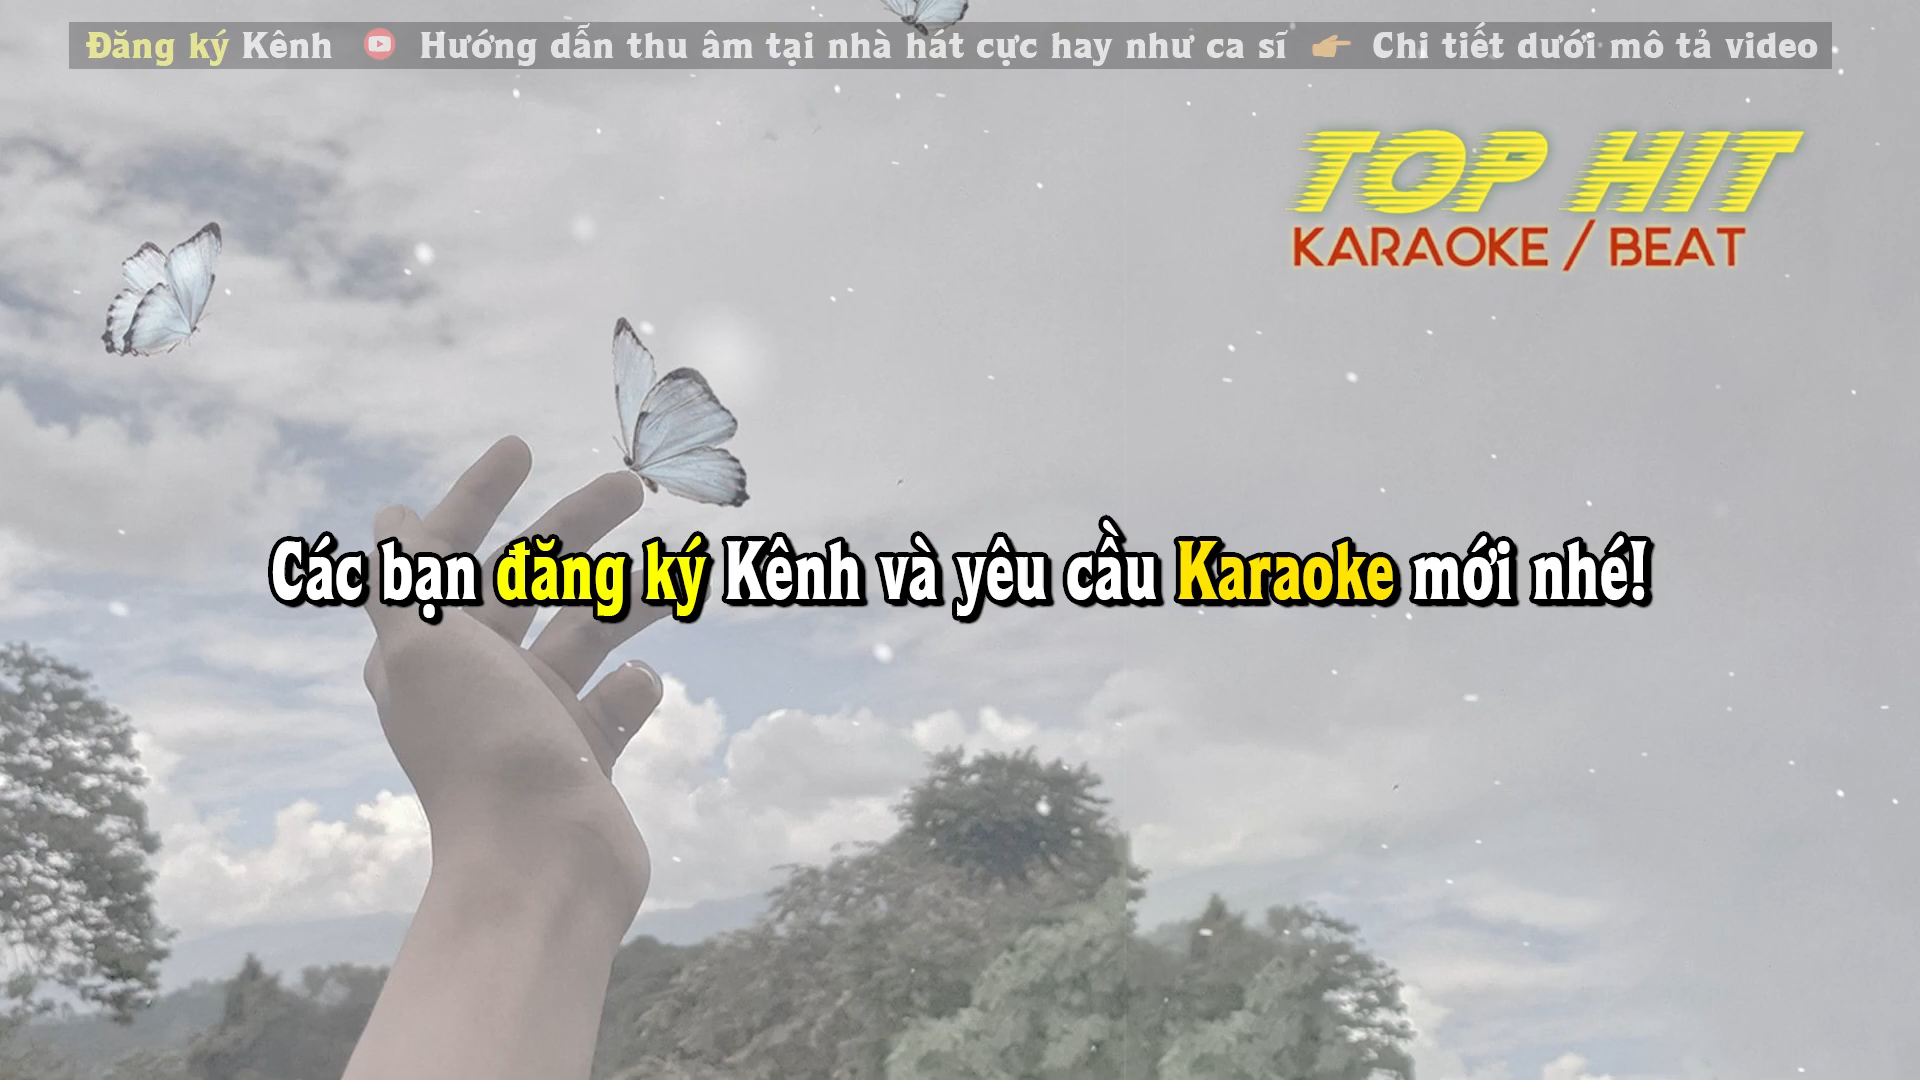 Đăng ký Kênh Hướng dẫn thu âm tại nhà hát cực hay như ca sĩ 👉 Chi tiết dưới mô tả video
TOP HIT
KARAOKE / BEAT
Các bạn đăng ký Kênh và yêu cầu Karaoke mới nhé!